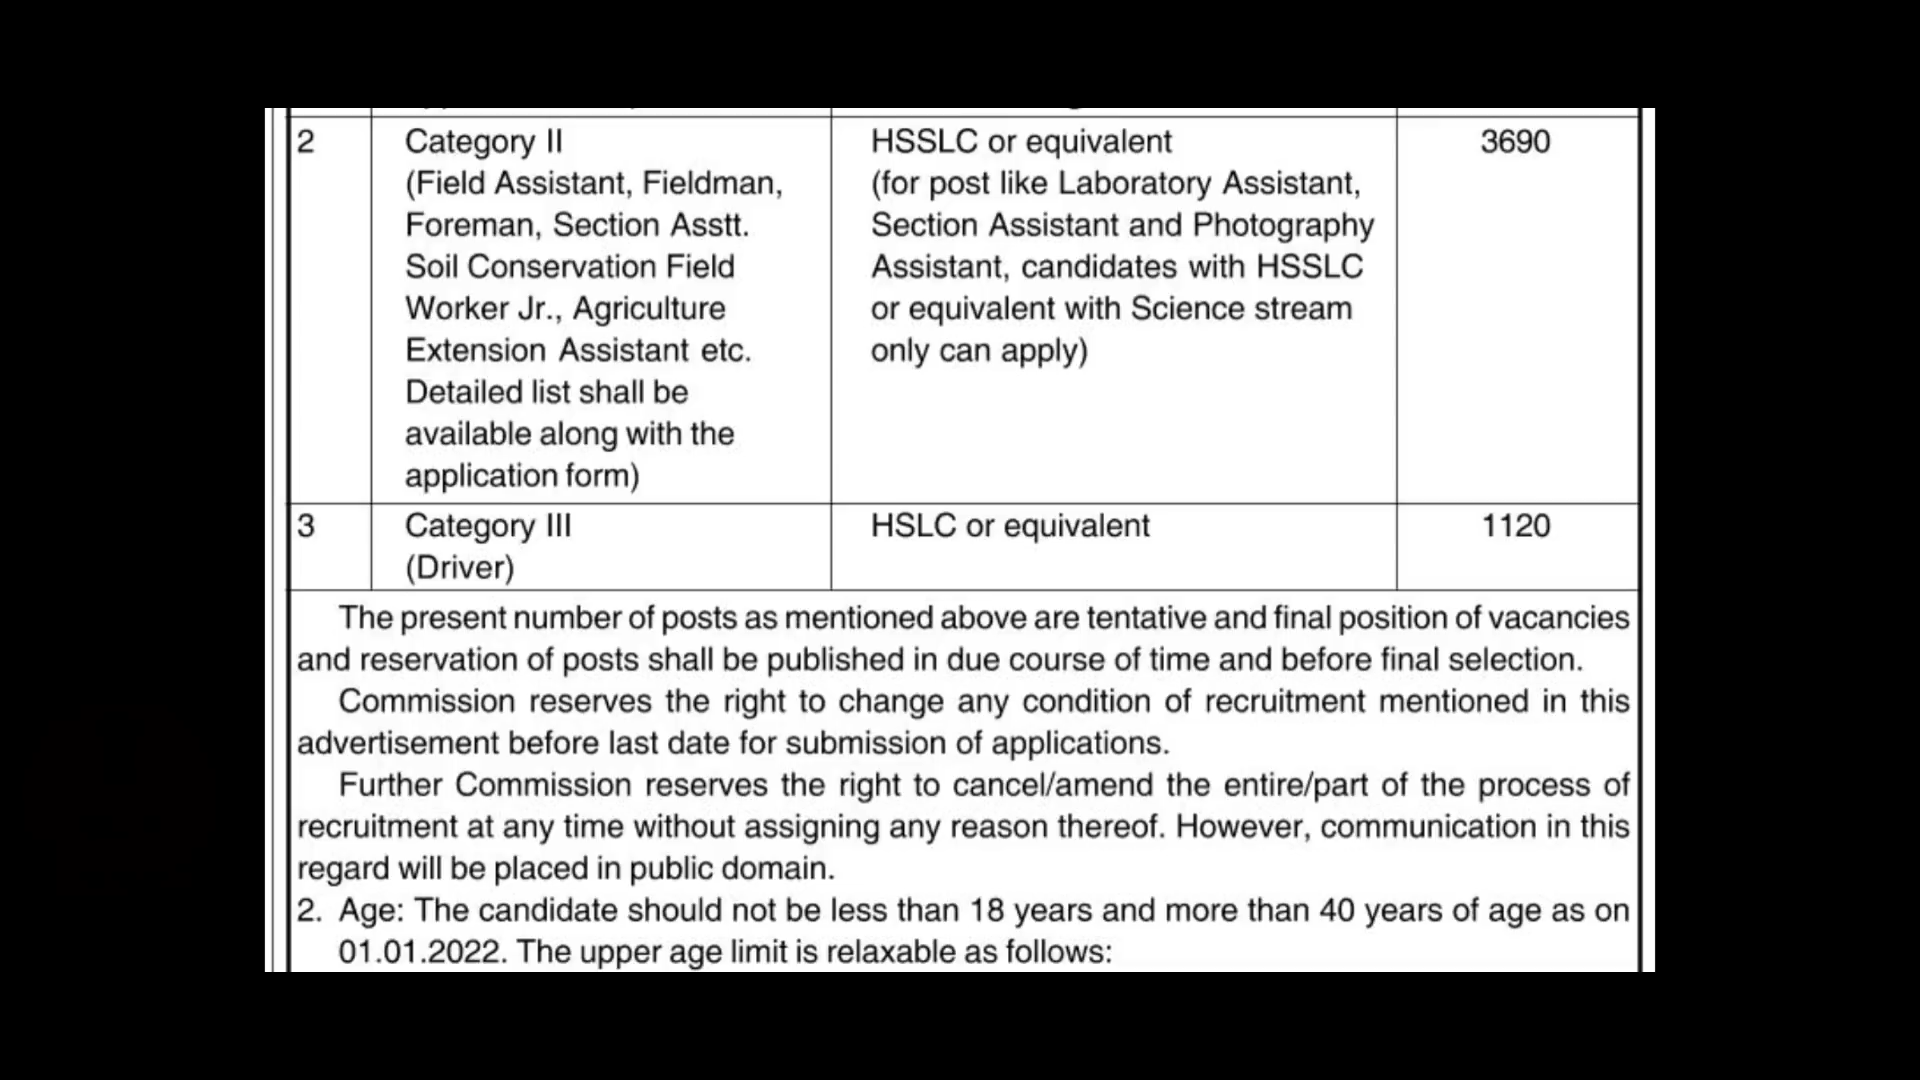 2
Category II
(Field Assistant, Fieldman,
Foreman, Section Asstt.
Soil Conservation Field
Worker Jr., Agriculture
Extension Assistant etc.
Detailed list shall be
available along with the
application form)
HSSLC or equivalent
(for post like Laboratory Assistant,
Section Assistant and Photography
Assistant, candidates with HSSLC
or equivalent with Science stream
only can apply)
3690
3
Category III
(Driver)
HSLC or equivalent
1120
The present number of posts as mentioned above are tentative and final position of vacancies
and reservation of posts shall be published in due course of time and before final selection.
Commission reserves the right to change any condition of recruitment mentioned in this
advertisement before last date for submission of applications.
Further Commission reserves the right to cancel/amend the entire/part of the process of
recruitment at any time without assigning any reason thereof. However, communication in this
regard will be placed in public domain.
2. Age: The candidate should not be less than 18 years and more than 40 years of age as on
01.01.2022. The upper age limit is relaxable as follows: